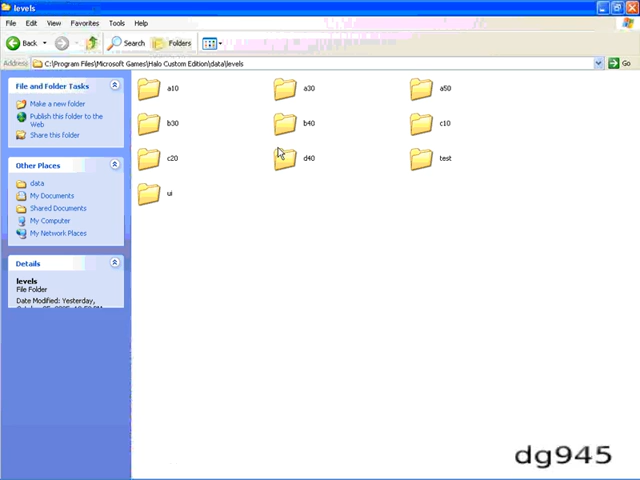 levels
File Edit View Favorites Tools Help
Back Search Folders
Address C:\Program Files\Microsoft Games\Halo Custom Edition\data\levels Go
File and Folder Tasks
Make a new folder
Publish this folder to the
Web
Share this folder
Other Places
data
My Documents
Shared Documents
My Computer
My Network Places
Details
levels
File Folder
Date Modified: Yesterday,
a10 a30 a50
b30 b40 c10
c20 d40 test
ui
dg945